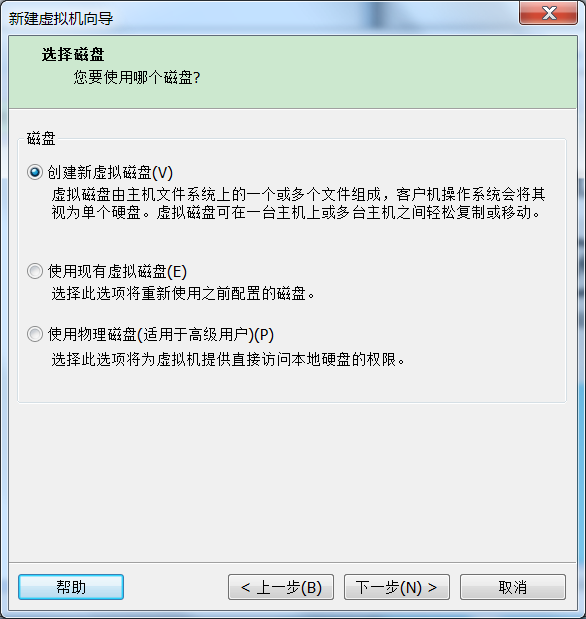 新建虚拟机向导
选择磁盘
您要使用哪个磁盘?
磁盘
创建新虚拟磁盘(V)
虚拟磁盘由主机文件系统上的一个或多个文件组成，客户机操作系统会将其
视为单个硬盘。虚拟磁盘可在一台主机上或多台主机之间轻松复制或移动。
使用现有虚拟磁盘(E)
选择此选项将重新使用之前配置的磁盘。
使用物理磁盘(适用于高级用户)(P)
选择此选项将为虚拟机提供直接访问本地硬盘的权限。
帮助
< 上一步(B)
下一步(N) >
取消